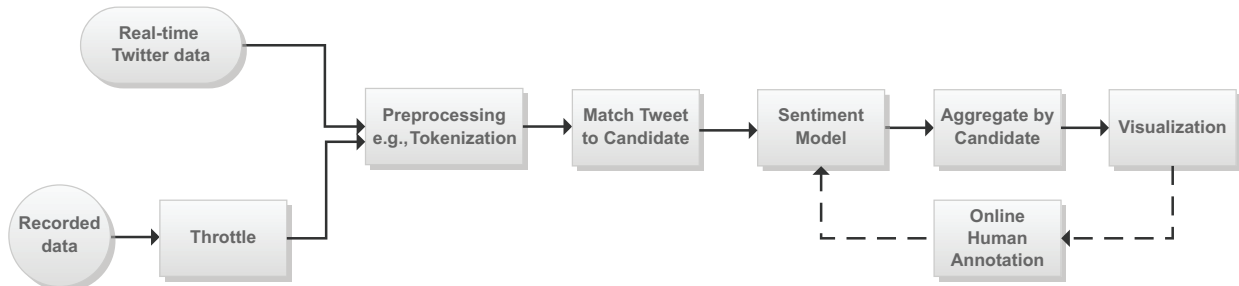 Real-time
Twitter data
Preprocessing
e.g., Tokenization
Match Tweet
to Candidate
Sentiment
Model
Aggregate by
Candidate
Visualization
Recorded
data
Throttle
Online
Human
Annotation